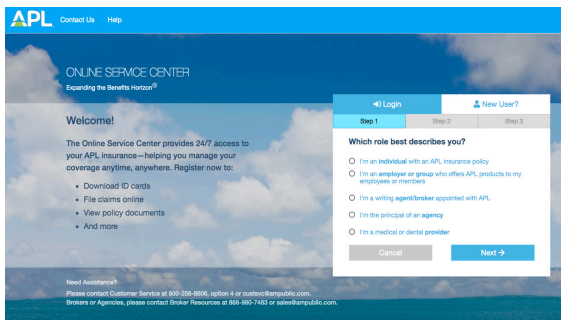 APL Contact Us Help
ONLINE SERVICE CENTER
Expanding the Benefits Horizon®
Login New User?
Step 1 Step 2 Step 3
Welcome!
The Online Service Center provides 24/7 access to
your APL insurance—helping you manage your
coverage anytime, anywhere. Register now to:
• Download ID cards
• File claims online
• View policy documents
• And more
Which role best describes you?
I'm an individual with an APL insurance policy
I'm an employer or group who offers APL products to my
employees or members
I'm a writing agent/broker appointed with APL
I'm the principal of an agency
I'm a medical or dental provider
Cancel Next →
Need Assistance?
Please contact Customer Service at 800-256-8606, option 4 or custsvc@ampublic.com.
Brokers or Agencies, please contact Broker Resources at 866-980-7483 or sales@ampublic.com.